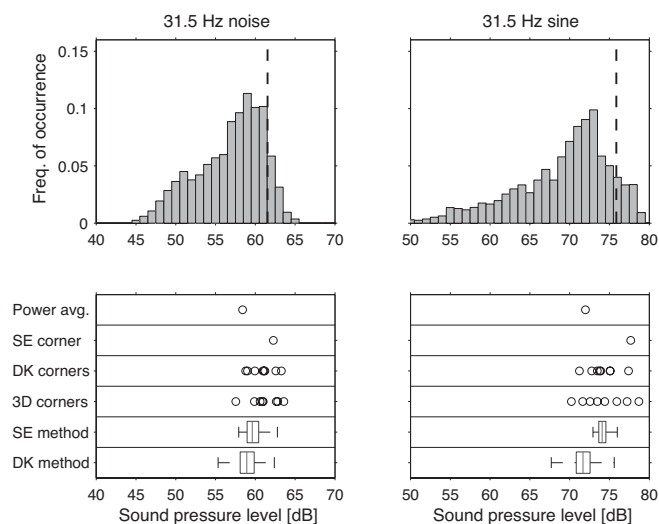 31.5 Hz noise
31.5 Hz sine
0.15
0.1
0.05
0
Freq. of occurrence
40 45 50 55 60 65 70
50 55 60 65 70 75 80
Power avg.
SE corner
DK corners
3D corners
SE method
DK method
40 45 50 55 60 65 70
50 55 60 65 70 75 80
Sound pressure level [dB]
Sound pressure level [dB]